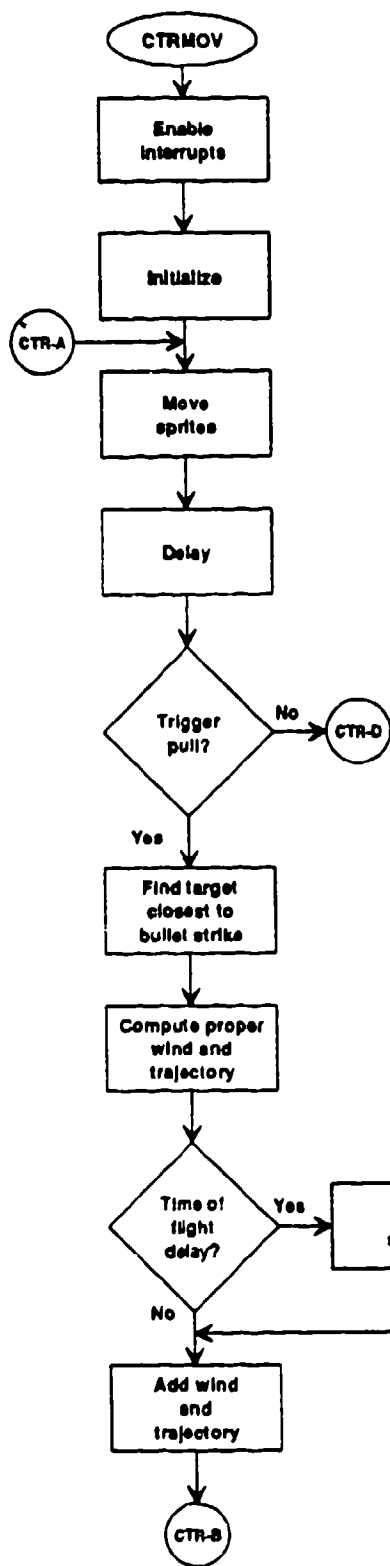 CTRMOV
Enable
interrupts
Initialize
CTR-A
Move
sprites
Delay
Trigger
pull?
No
CTR-D
Yes
Find target
closest to
bullet strike
Compute proper
wind and
trajectory
Time of
flight
delay?
Yes
No
Add wind
and
trajectory
CTR-B